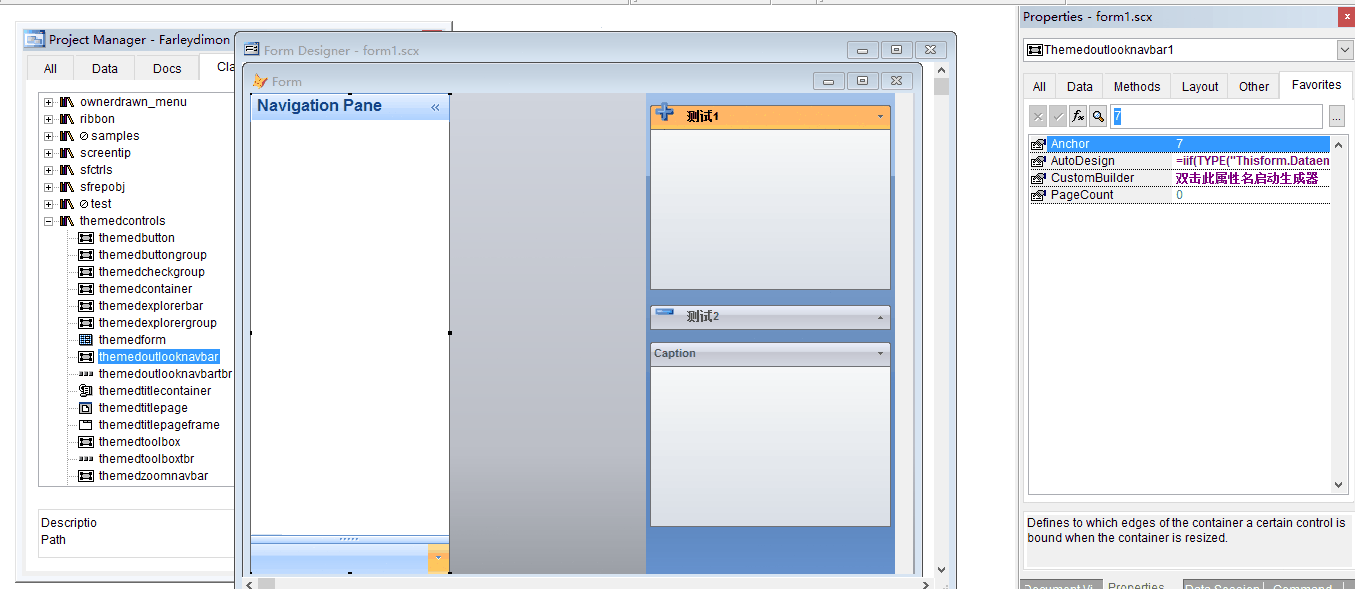 Project Manager - Farleydimon
All
Data
Docs
Cla
ownerdrawn_menu
ribbon
samples
screentip
sfctrls
sfrepobj
test
themedcontrols
themedbutton
themedbuttongroup
themedcheckgroup
themedcontainer
themedexplorerbar
themedexplorergroup
themedform
themedoutlooknavbar
themedoutlooknavbartbr
themedtitlecontainer
themedtitlepage
themedtitlepageframe
themedtoolbox
themedtoolboxtbr
themedzoomnavbar
Descriptio
Path
Form Designer - form1.scx
Form
Navigation Pane
测试1
测试2
Caption
Properties - form1.scx
Themedoutlooknavbar1
All
Data
Methods
Layout
Other
Favorites
7
Anchor 7
AutoDesign =iif(TYPE("Thisform.Dataen
CustomBuilder 双击此属性名启动生成器
PageCount 0
Defines to which edges of the container a certain control is
bound when the container is resized.
Document Vi
Properties
Data Session
Command